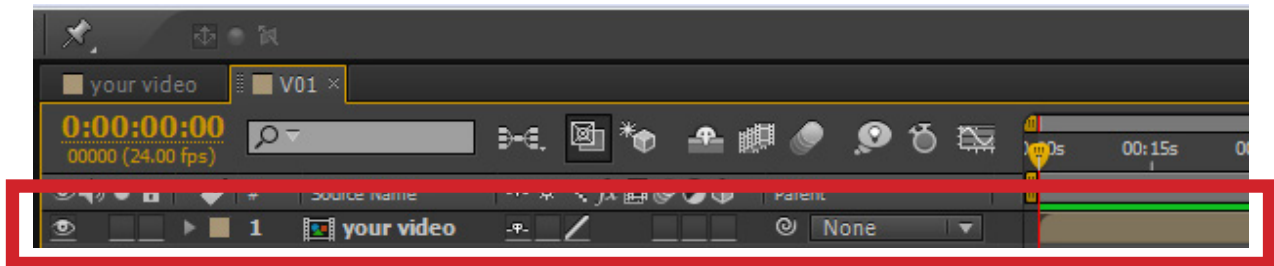 your video V01 ×
0:00:00:00
00000 (24.00 fps)
00:15s
# Source Name fx Parent
1 your video None